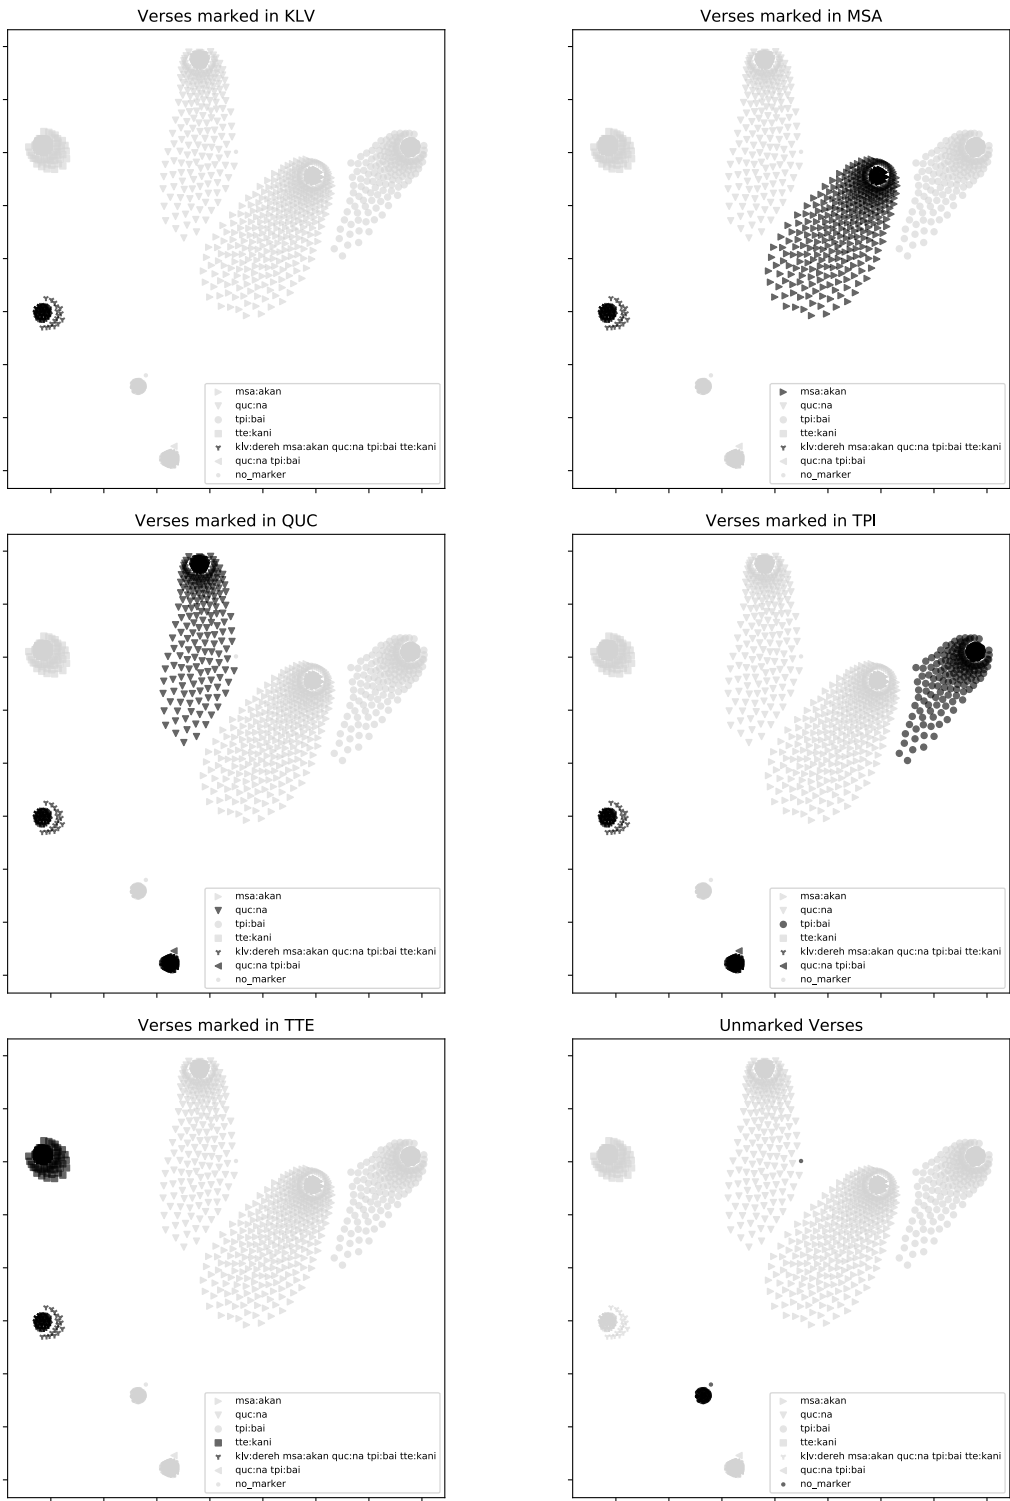 Verses marked in KLV
msa:akan
quc:na
tpi:bai
tte:kani
klv:dereh msa:akan quc:na tpi:bai tte:kani
quc:na tpi:bai
no_marker
Verses marked in MSA
msa:akan
quc:na
tpi:bai
tte:kani
klv:dereh msa:akan quc:na tpi:bai tte:kani
quc:na tpi:bai
no_marker
Verses marked in QUC
msa:akan
quc:na
tpi:bai
tte:kani
klv:dereh msa:akan quc:na tpi:bai tte:kani
quc:na tpi:bai
no_marker
Verses marked in TPI
msa:akan
quc:na
tpi:bai
tte:kani
klv:dereh msa:akan quc:na tpi:bai tte:kani
quc:na tpi:bai
no_marker
Verses marked in TTE
msa:akan
quc:na
tpi:bai
tte:kani
klv:dereh msa:akan quc:na tpi:bai tte:kani
quc:na tpi:bai
no_marker
Unmarked Verses
msa:akan
quc:na
tpi:bai
tte:kani
klv:dereh msa:akan quc:na tpi:bai tte:kani
quc:na tpi:bai
no_marker